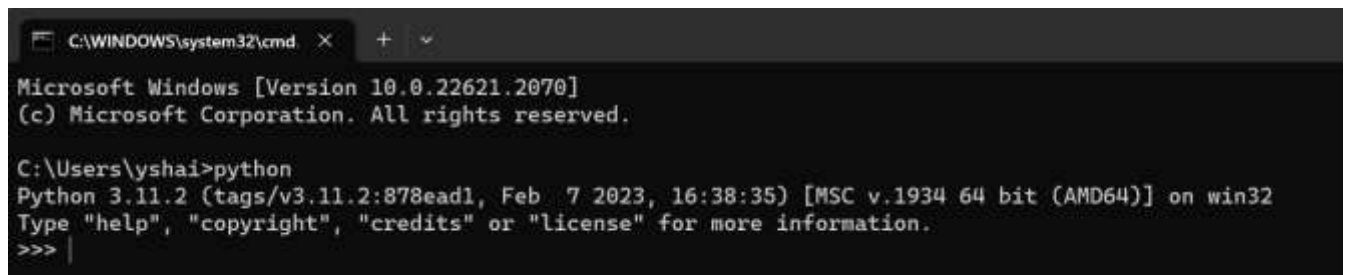 C:\WINDOWS\system32\cmd.
Microsoft Windows [Version 10.0.22621.2070]
(c) Microsoft Corporation. All rights reserved.
C:\Users\yshai>python
Python 3.11.2 (tags/v3.11.2:878ead1, Feb  7 2023, 16:38:35) [MSC v.1934 64 bit (AMD64)] on win32
Type "help", "copyright", "credits" or "license" for more information.
>>>